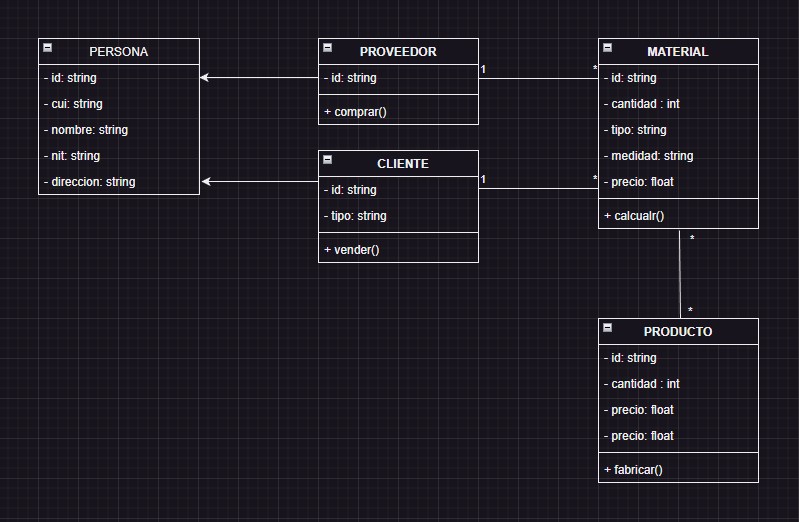 PERSONA
- id: string
- cui: string
- nombre: string
- nit: string
- direccion: string
PROVEEDOR
- id: string
+ comprar()
1
*
CLIENTE
- id: string
- tipo: string
+ vender()
1
*
MATERIAL
- id: string
- cantidad : int
- tipo: string
- medidad: string
- precio: float
+ calcualr()
*
*
PRODUCTO
- id: string
- cantidad : int
- precio: float
- precio: float
+ fabricar()